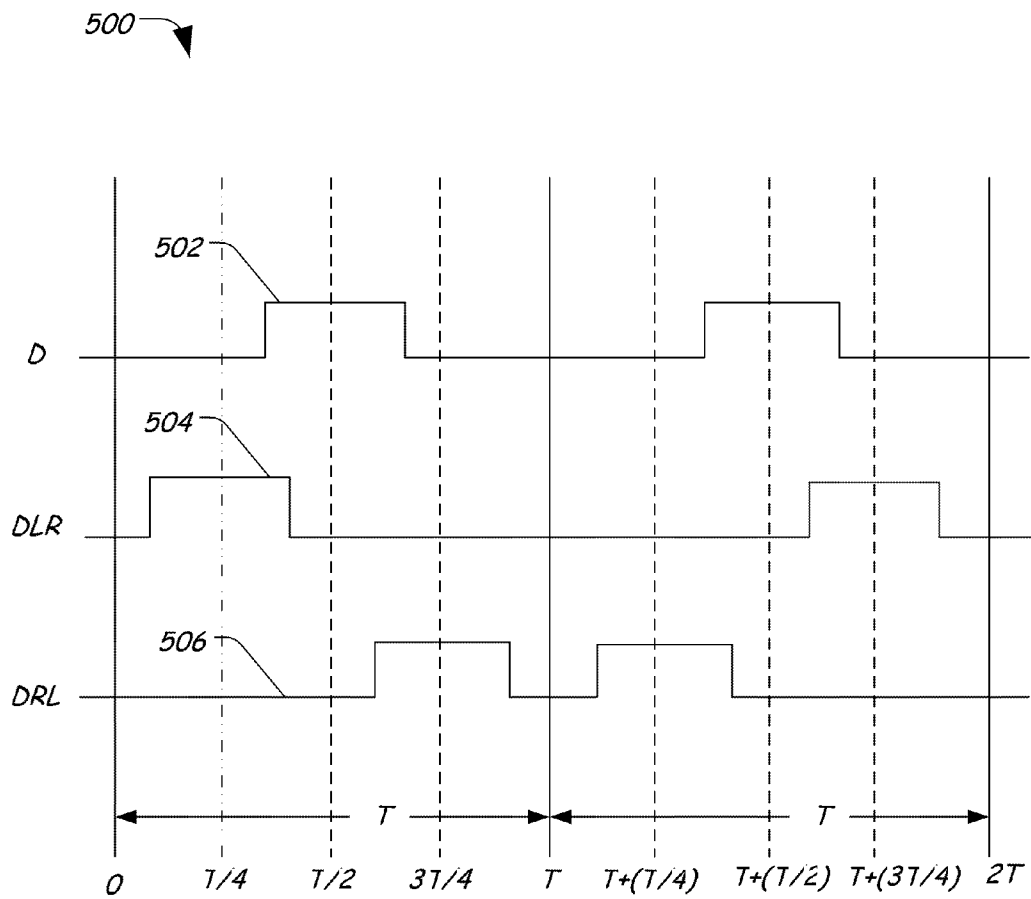 500
502
D
504
DLR
506
DRL
T T
0 T/4 T/2 3T/4 T T+(T/4) T+(T/2) T+(3T/4) 2T